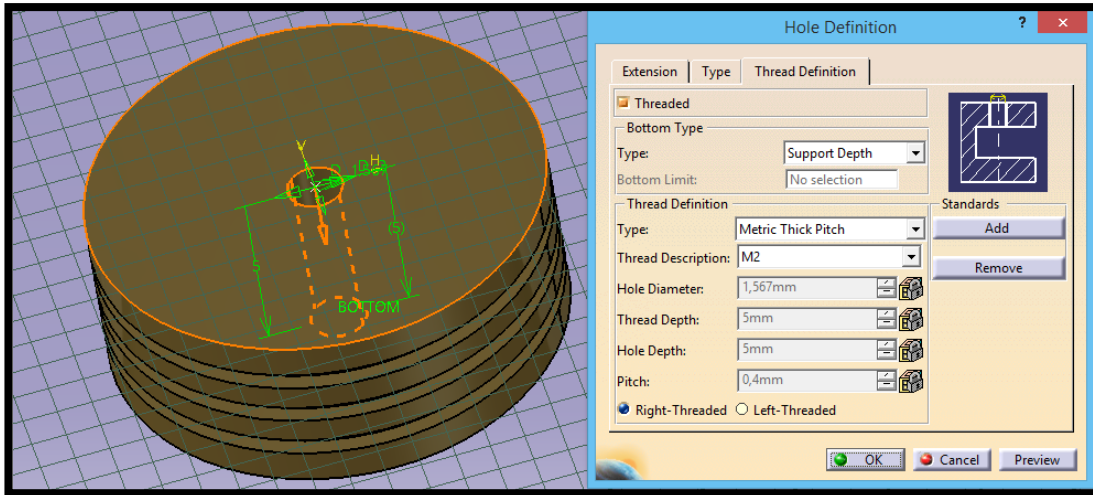 Hole Definition
?
×
Extension
Type
Thread Definition
Threaded
Bottom Type
Type:
Support Depth
Bottom Limit:
No selection
Thread Definition
Type:
Metric Thick Pitch
Thread Description:
M2
Hole Diameter:
1,567mm
Thread Depth:
5mm
Hole Depth:
5mm
Pitch:
0,4mm
Right-Threaded
Left-Threaded
Standards
Add
Remove
OK
Cancel
Preview
V
H
5
(5)
BOTTOM